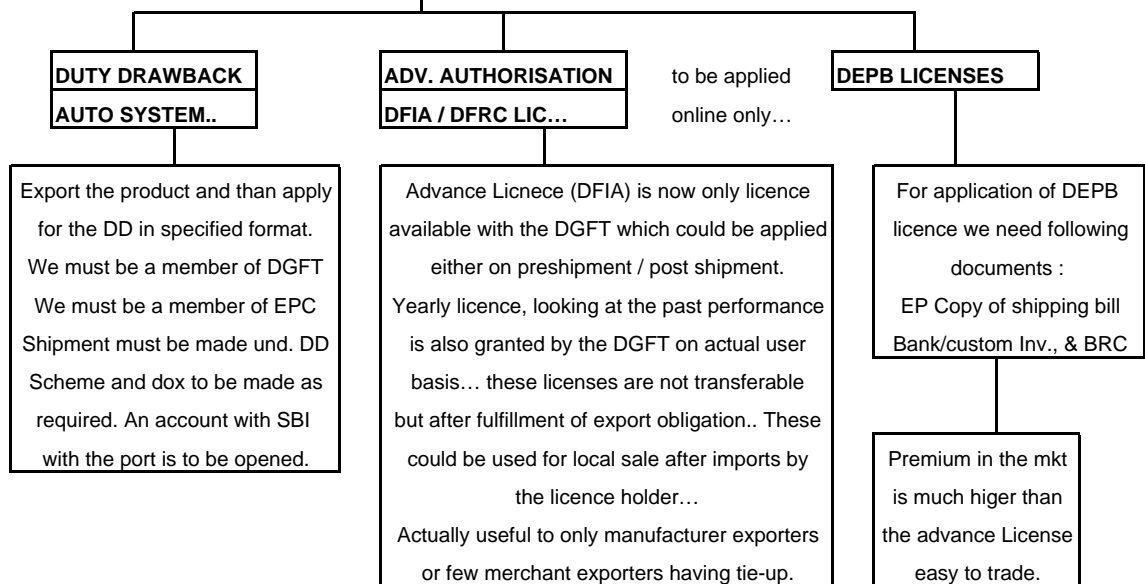 DUTY DRAWBACK
AUTO SYSTEM..
ADV. AUTHORISATION
DFIA / DFRC LIC…
to be applied
online only…
DEPB LICENSES
Export the product and than apply
for the DD in specified format.
We must be a member of DGFT
We must be a member of EPC
Shipment must be made und. DD
Scheme and dox to be made as
required. An account with SBI
with the port is to be opened.
Advance Licnece (DFIA) is now only licence
available with the DGFT which could be applied
either on preshipment / post shipment.
Yearly licence, looking at the past performance
is also granted by the DGFT on actual user
basis… these licenses are not transferable
but after fulfillment of export obligation.. These
could be used for local sale after imports by
the licence holder…
Actually useful to only manufacturer exporters
or few merchant exporters having tie-up.
For application of DEPB
licence we need following
documents :
EP Copy of shipping bill
Bank/custom Inv., & BRC
Premium in the mkt
is much higer than
the advance License
easy to trade.